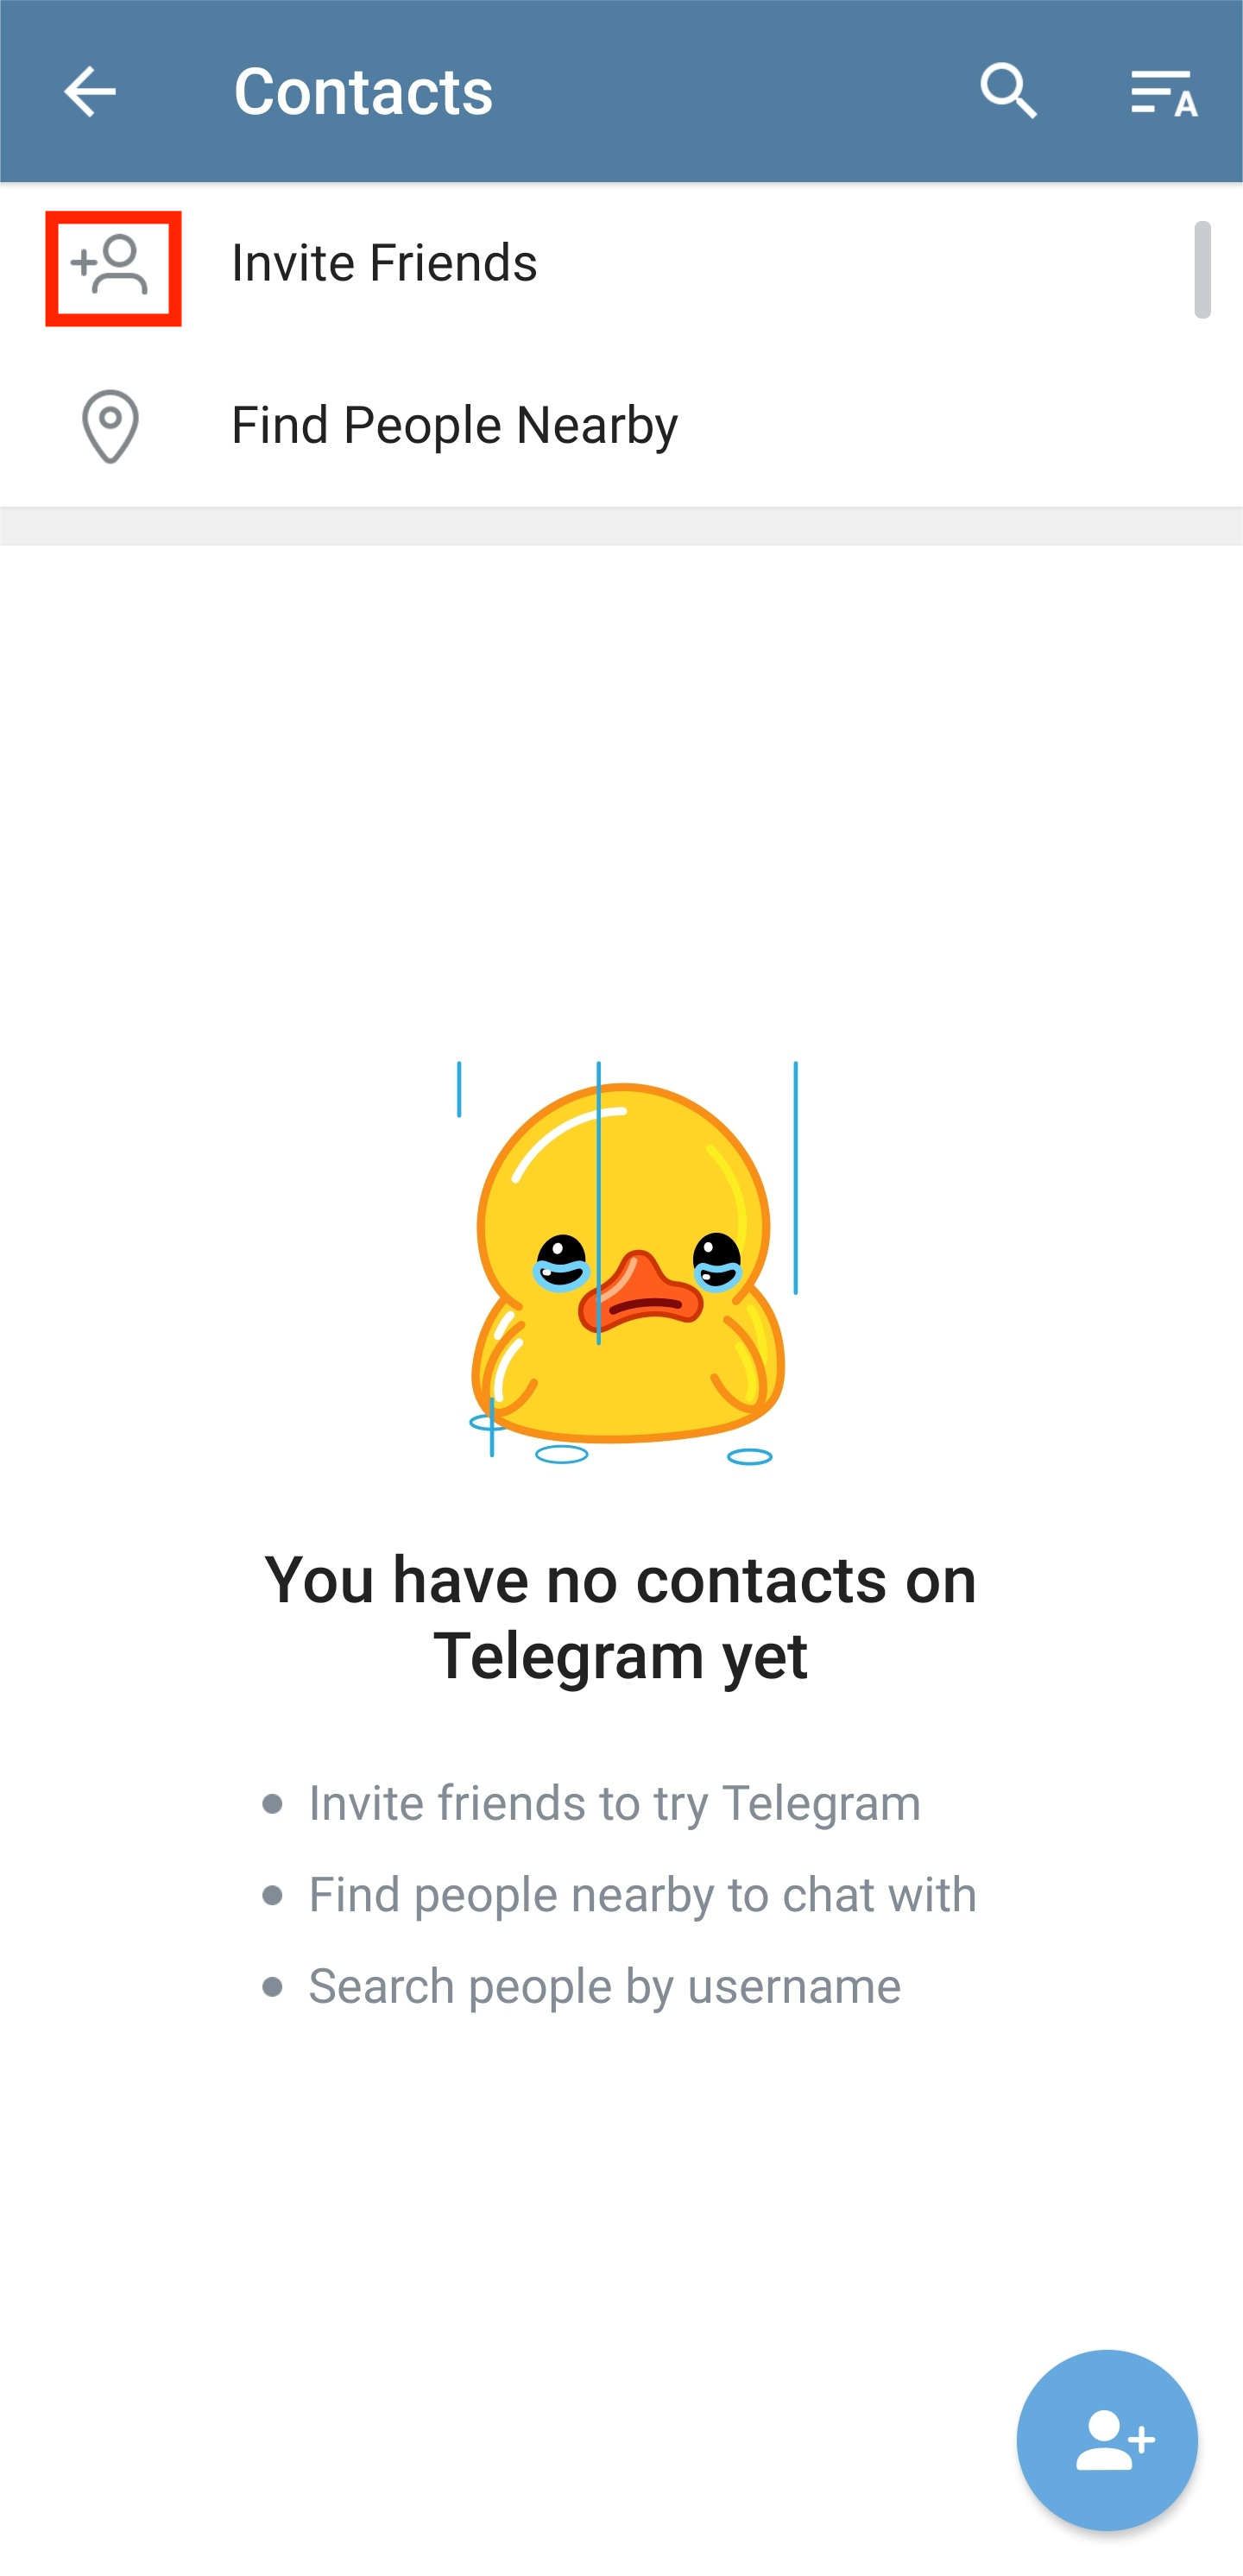 Contacts
A
Invite Friends
Find People Nearby
You have no contacts on
Telegram yet
• Invite friends to try Telegram
• Find people nearby to chat with
• Search people by username